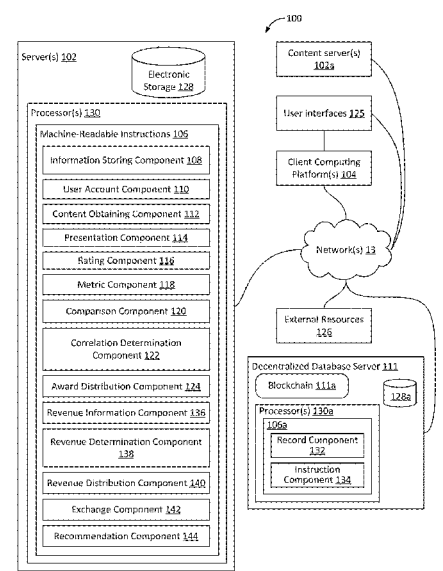 100
Server(s) 102
Electronic
Storage 128
Processor(s) 130
Machine-Readable Instructions 106
Information Storing Component 108
User Account Component 110
Content Obtaining Component 112
Presentation Component 114
Rating Component 116
Metric Component 118
Comparison Component 120
Correlation Determination
Component 122
Award Distribution Component 124
Revenue Information Component 136
Revenue Determination Component
138
Revenue Distribution Component 140
Exchange Component 142
Recommendation Component 144
Content server(s)
102a
User interfaces 125
Client Computing
Platform(s) 104
Network(s) 13
External Resources
126
Decentralized Database Server 111
Blockchain 111a
128a
Processor(s) 130a
106a
Record Component
132
Instruction
Component 134